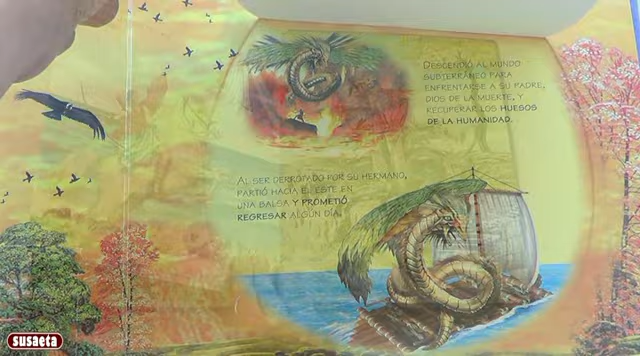 DESCENDIÓ AL MUNDO
SUBTERRÁNEO PARA
ENFRENTARSE A SU PADRE,
DIOS DE LA MUERTE, Y
RECUPERAR LOS HUESOS
DE LA HUMANIDAD.
AL SER DERROTADO POR SU HERMANO,
PARTIÓ HACIA EL ESTE EN
UNA BALSA Y PROMETIÓ
REGRESAR ALGÚN DÍA.
susaeta